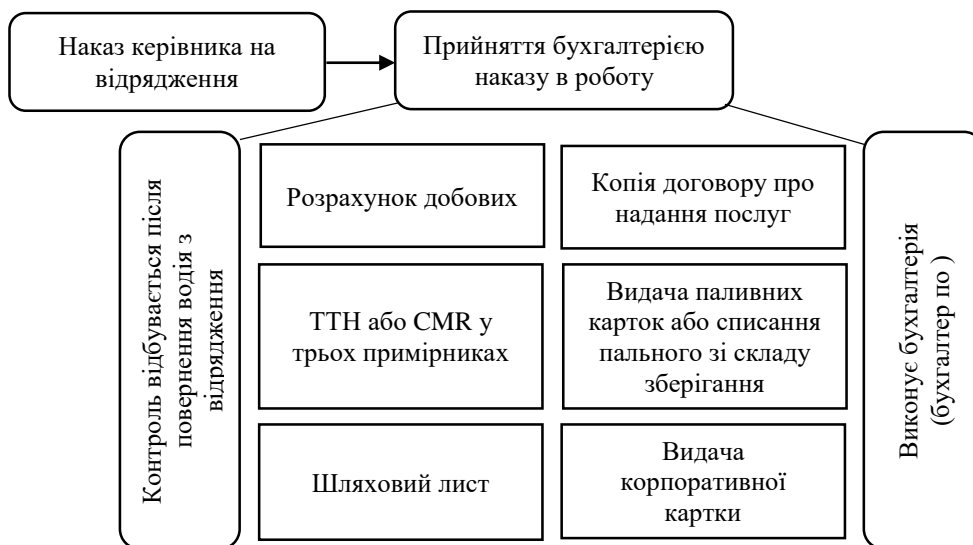 Наказ керівника на
відрядження
Прийняття бухгалтерією
наказу в роботу
Контроль відбувається після
повернення водія з
відрядження
Розрахунок добових
Копія договору про
надання послуг
ТТН або CMR у
трьох примірниках
Видача паливних
карток або списання
пального зі складу
зберігання
Шляховий лист
Видача
корпоративної
картки
Виконує бухгалтерія
(бухгалтер по )